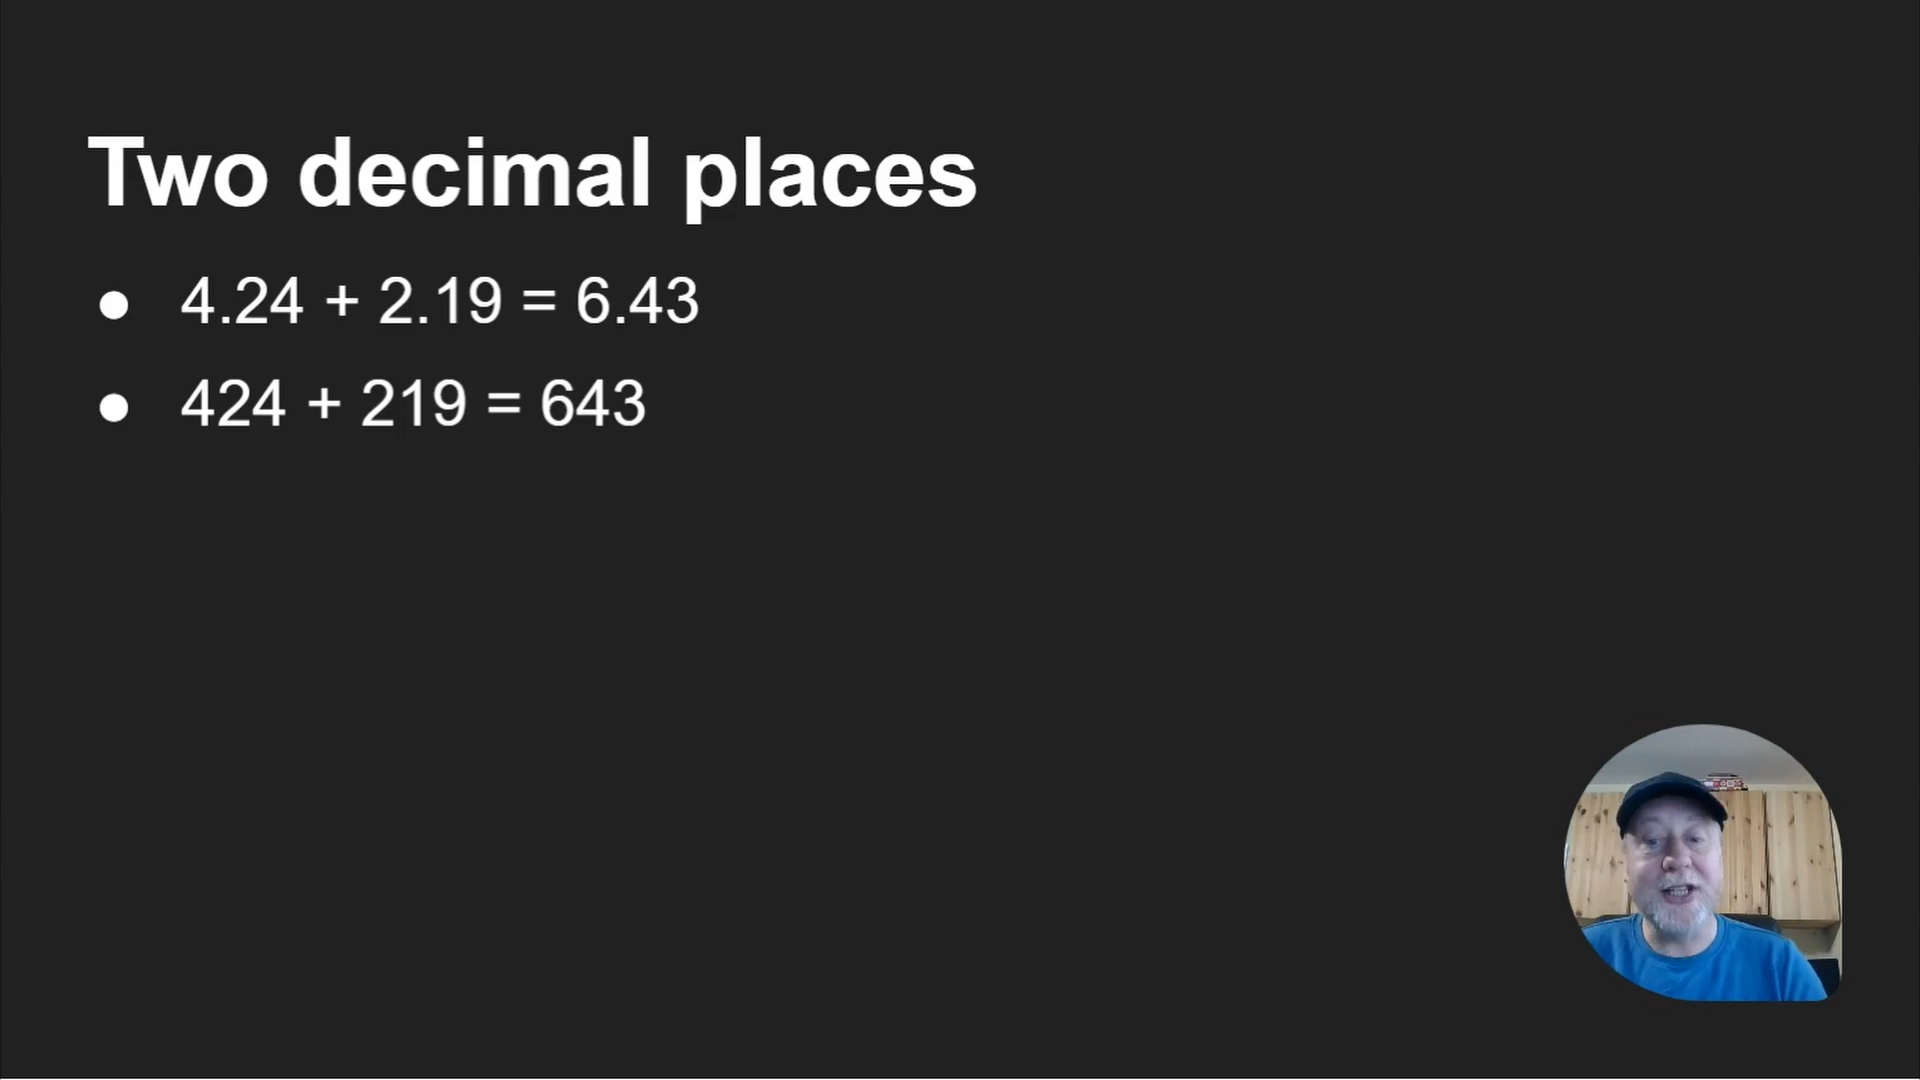 Two decimal places
● 4.24 + 2.19 = 6.43
● 424 + 219 = 643